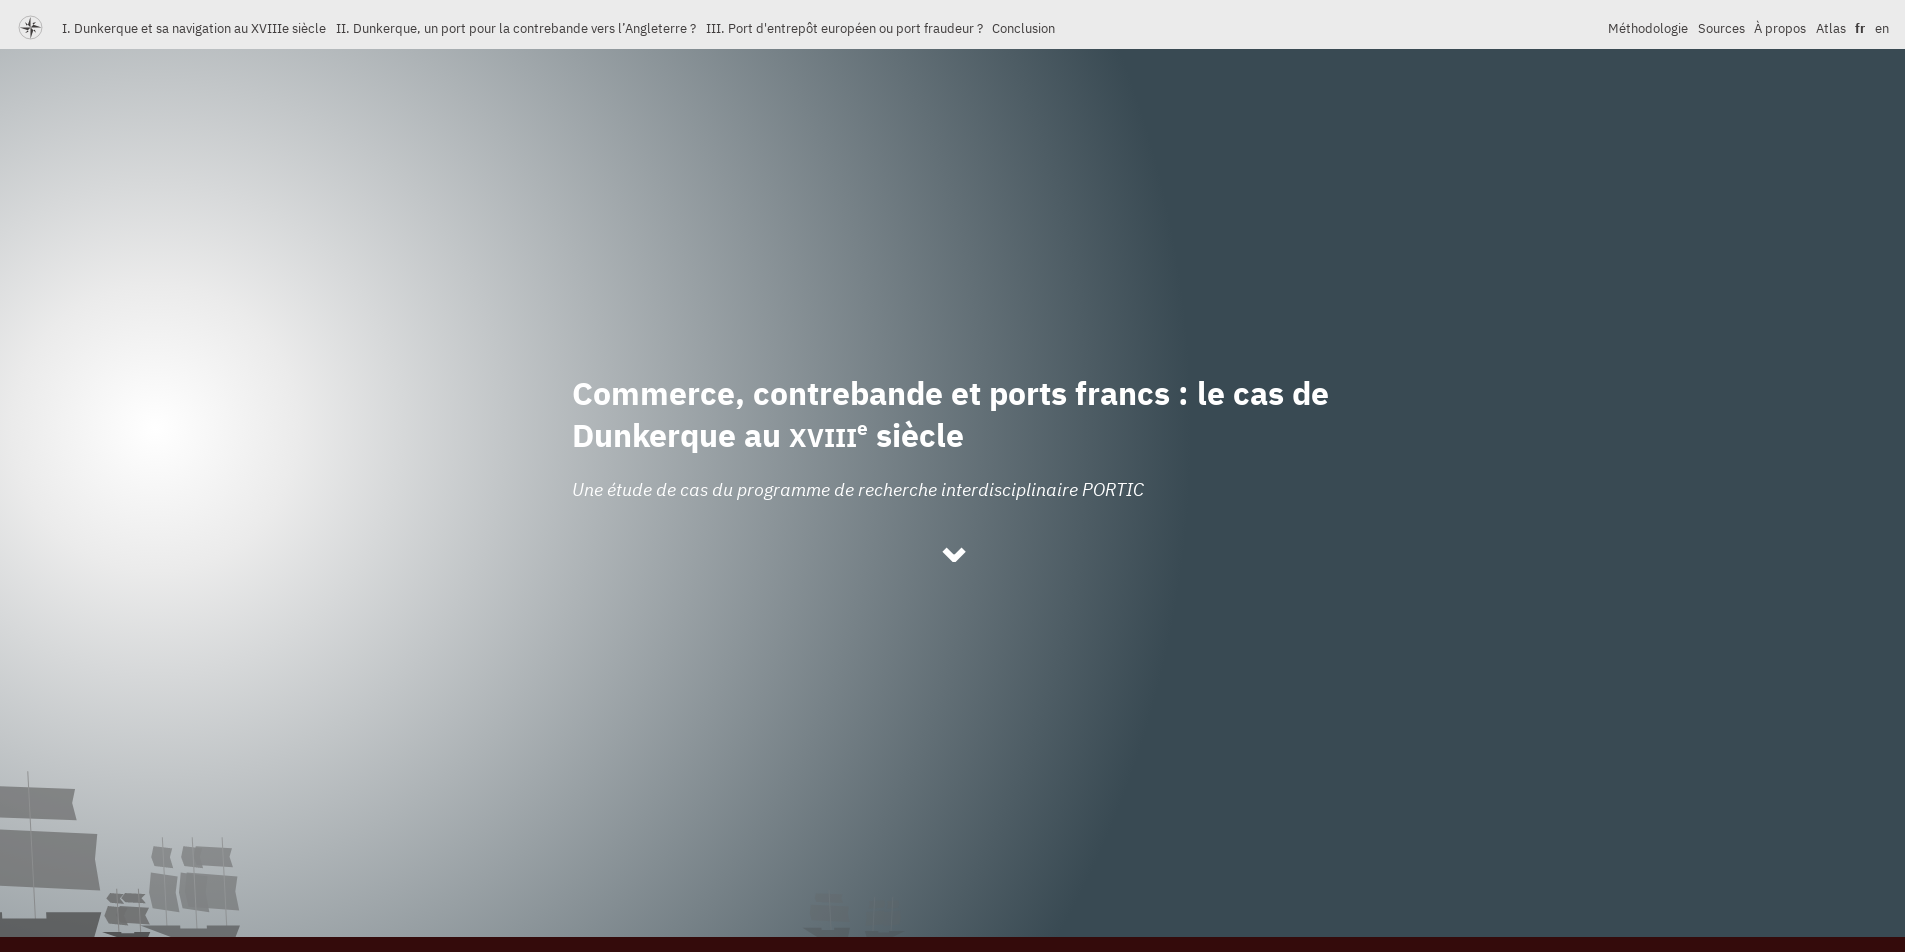 I. Dunkerque et sa navigation au XVIIIe siècle II. Dunkerque, un port pour la contrebande vers l’Angleterre ? III. Port d'entrepôt européen ou port fraudeur ? Conclusion Méthodologie Sources À propos Atlas fr en
Commerce, contrebande et ports francs : le cas de
Dunkerque au XVIIIe siècle
Une étude de cas du programme de recherche interdisciplinaire PORTIC